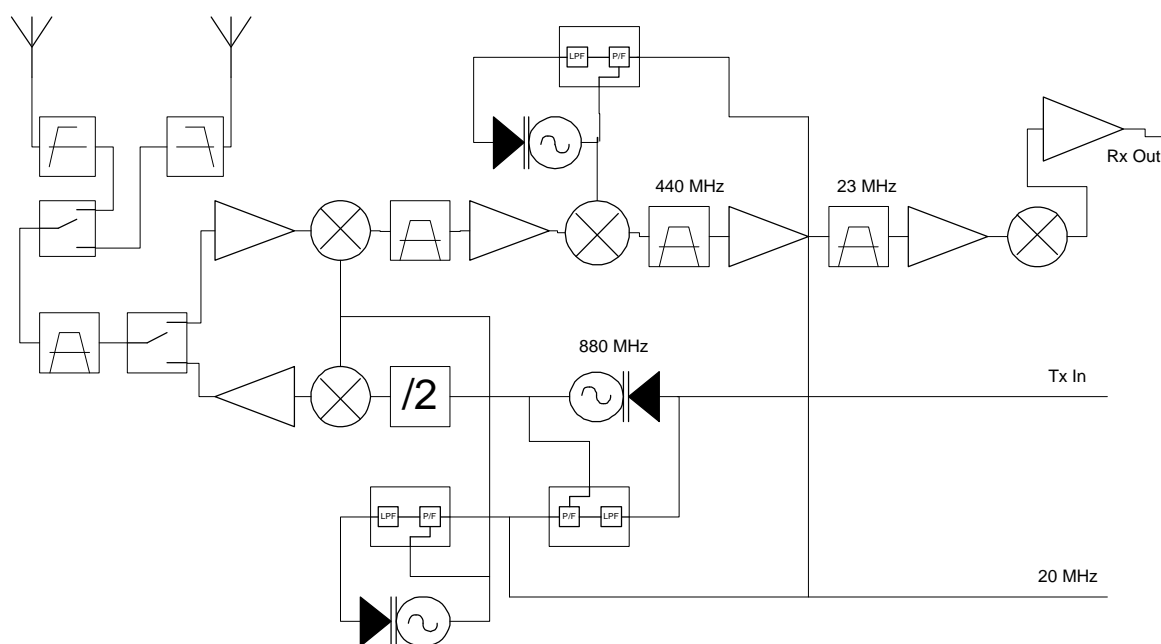 LPF
P/F
Rx Out
440 MHz
23 MHz
880 MHz
/2
Tx In
LPF
P/F
P/F
LPF
20 MHz